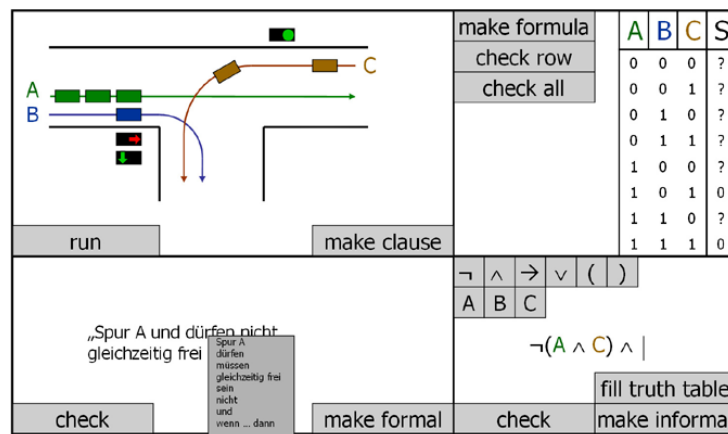 A
B
C
run
make clause
make formula
check row
check all
A B C S
0 0 0 ?
0 0 1 ?
0 1 0 ?
0 1 1 ?
1 0 0 ?
1 0 1 0
1 1 0 ?
1 1 1 0
„Spur A und dürfen nicht
gleichzeitig frei
Spur A
dürfen
müssen
gleichzeitig frei
sein
nicht
und
wenn ... dann
check
make formal
¬ ∧ → ∨ ( )
A B C
¬(A ∧ C) ∧ |
fill truth table
check
make informa